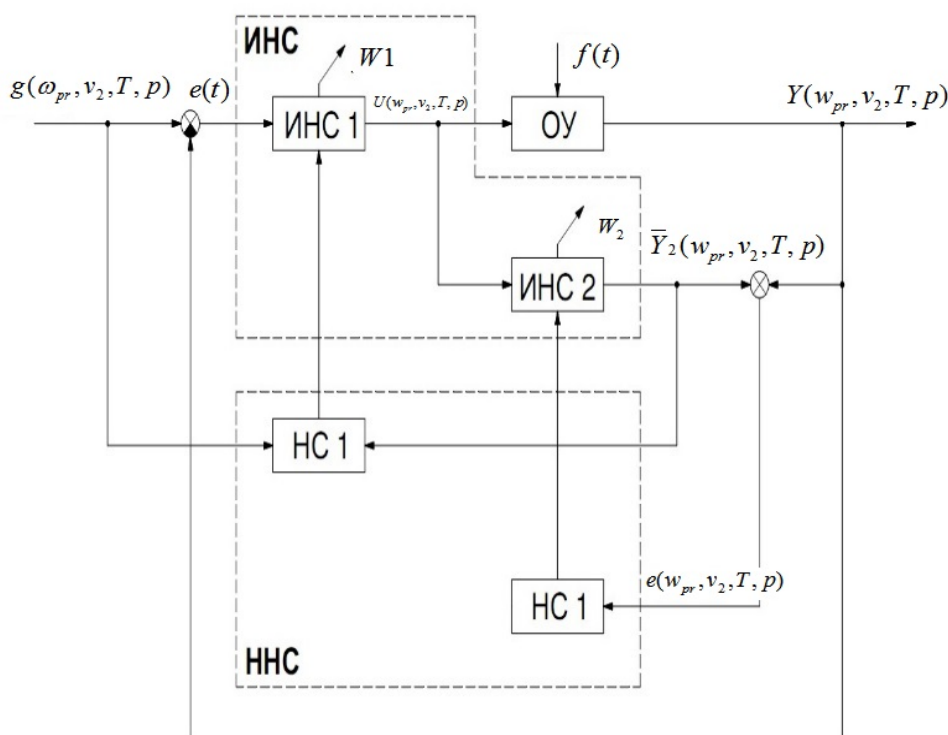 ИНС
W1
f(t)
g(ω_pr, v_2, T, p)
e(t)
U(w_pr, v_2, T, p)
Y(w_pr, v_2, T, p)
ИНС 1
ОУ
W_2
Ȳ_2(w_pr, v_2, T, p)
ИНС 2
НС 1
e(w_pr, v_2, T, p)
НС 1
ННС